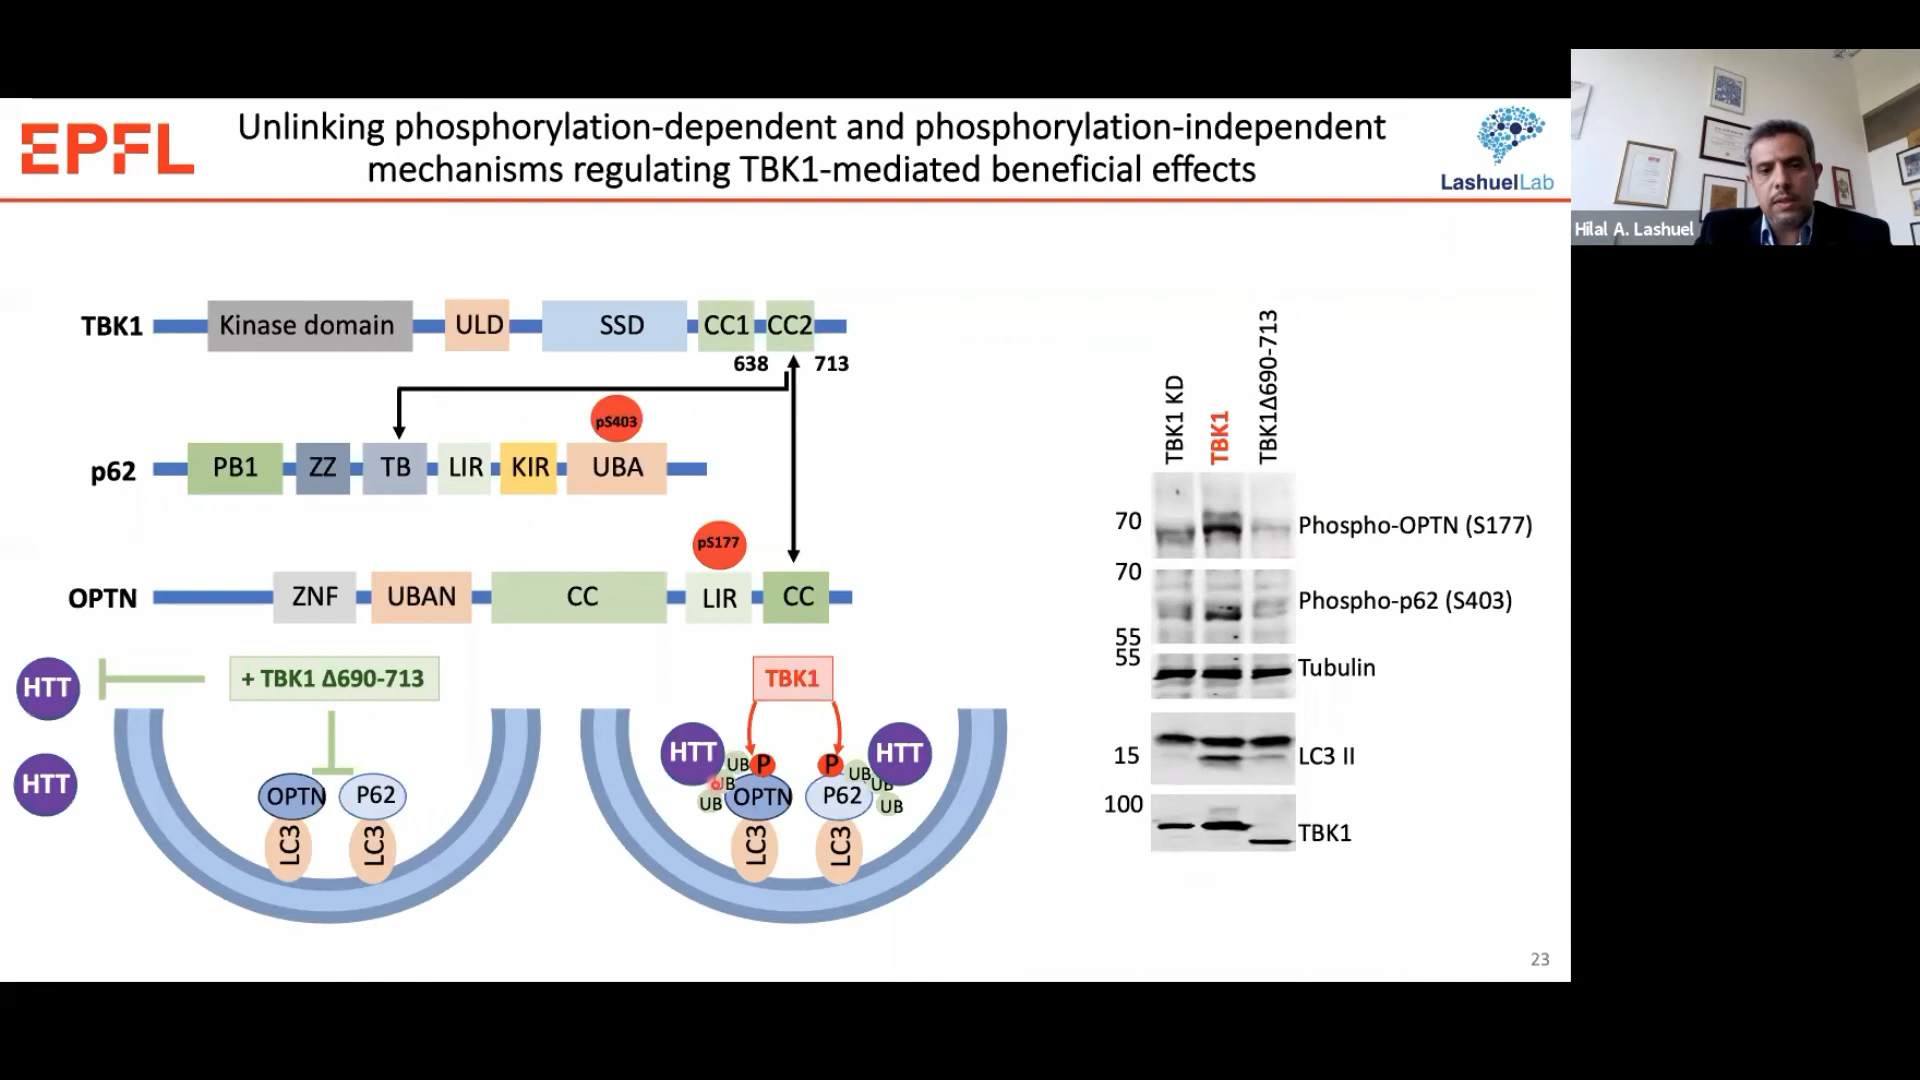 EPFL
Unlinking phosphorylation-dependent and phosphorylation-independent
mechanisms regulating TBK1-mediated beneficial effects
LashuelLab
Hilal A. Lashuel
TBK1
Kinase domain
ULD
SSD
CC1
CC2
638
713
p62
PB1
ZZ
TB
LIR
KIR
UBA
pS403
OPTN
ZNF
UBAN
CC
LIR
CC
pS177
HTT
HTT
+ TBK1 Δ690-713
OPTN
P62
LC3
LC3
TBK1
HTT
HTT
UB
P
P
UB
UB
UB
UB
UB
OPTN
P62
LC3
LC3
TBK1 KD
TBK1
TBK1Δ690-713
70
Phospho-OPTN (S177)
70
Phospho-p62 (S403)
55
55
Tubulin
15
LC3 II
100
TBK1
23